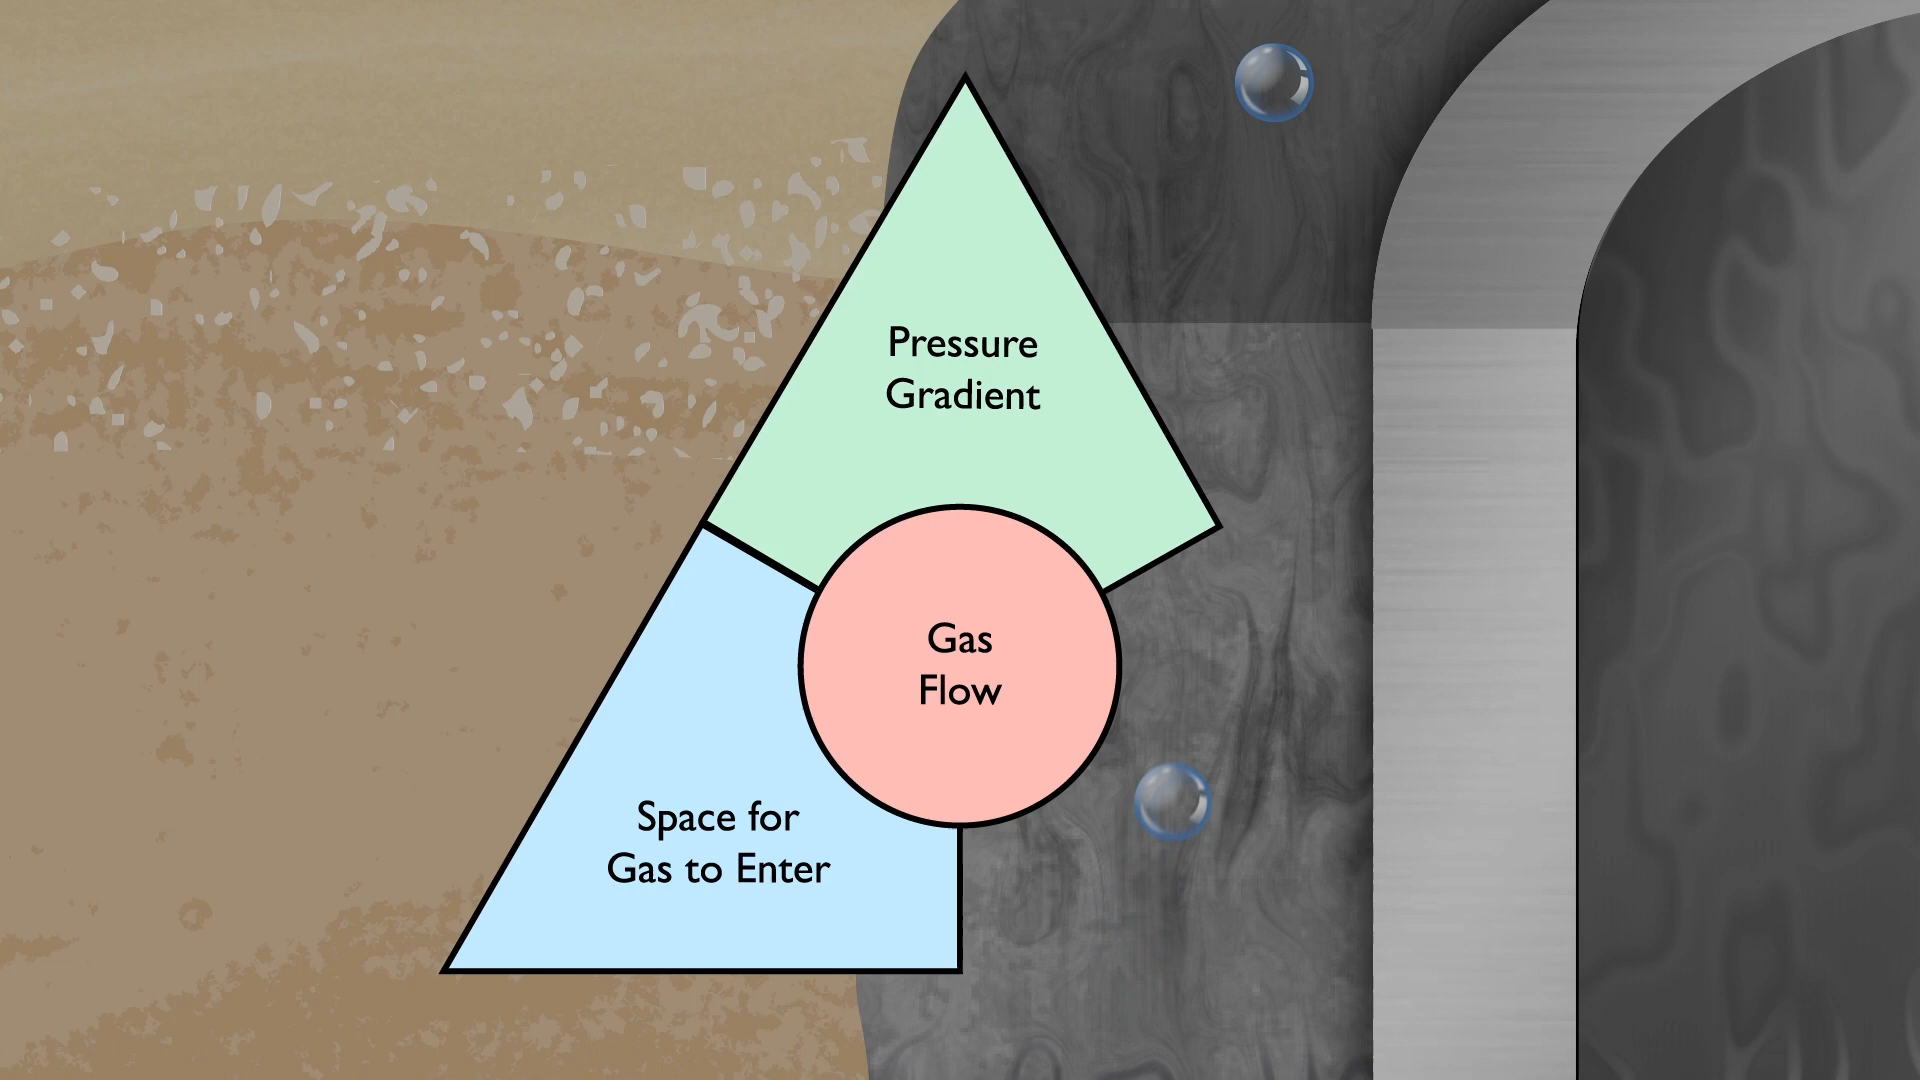 Pressure
Gradient
Gas
Flow
Space for
Gas to Enter